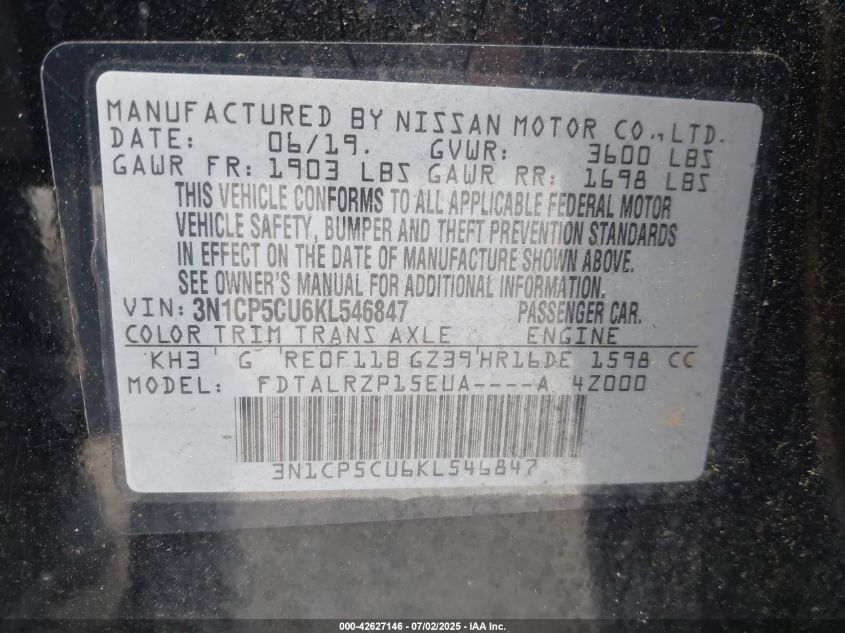 MANUFACTURED BY NISSAN MOTOR CO., LTD.
DATE: 06/19. GVWR: 3600 LBS
GAWR FR: 1903 LBS GAWR RR: 1698 LBS
THIS VEHICLE CONFORMS TO ALL APPLICABLE FEDERAL MOTOR
VEHICLE SAFETY, BUMPER AND THEFT PREVENTION STANDARDS
IN EFFECT ON THE DATE OF MANUFACTURE SHOWN ABOVE.
SEE OWNER'S MANUAL FOR ADDITIONAL INFORMATION.
VIN: 3N1CP5CU6KL546847 PASSENGER CAR.
COLOR TRIM TRANS AXLE ENGINE
KH3 G RE0F11B GZ39 HR16DE 1598 CC
MODEL: FDTALRZP15EUA----A 4Z000
3N1CP5CU6KL546847
000-42627146 - 07/02/2025 - IAA Inc.